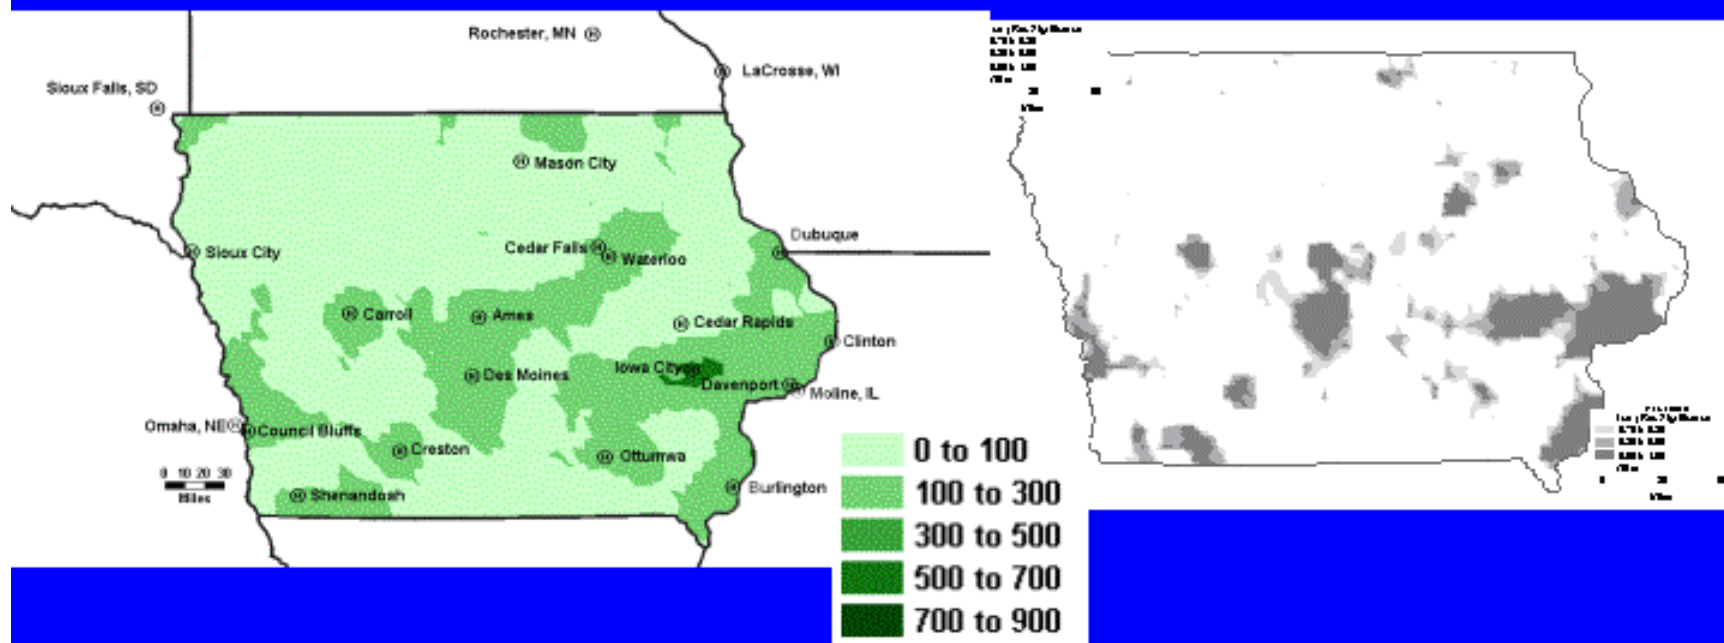 Rochester, MN
LaCrosse, WI
Sioux Falls, SD
Mason City
Cedar Falls
Dubuque
Sioux City
Waterloo
Carroll
Ames
Cedar Rapids
Clinton
Iowa City
Des Moines
Davenport
Moline, IL
Omaha, NE
Council Bluffs
Creston
Ottumwa
0 10 20 30
Miles
Shenandoah
Burlington
0 to 100
100 to 300
300 to 500
500 to 700
700 to 900